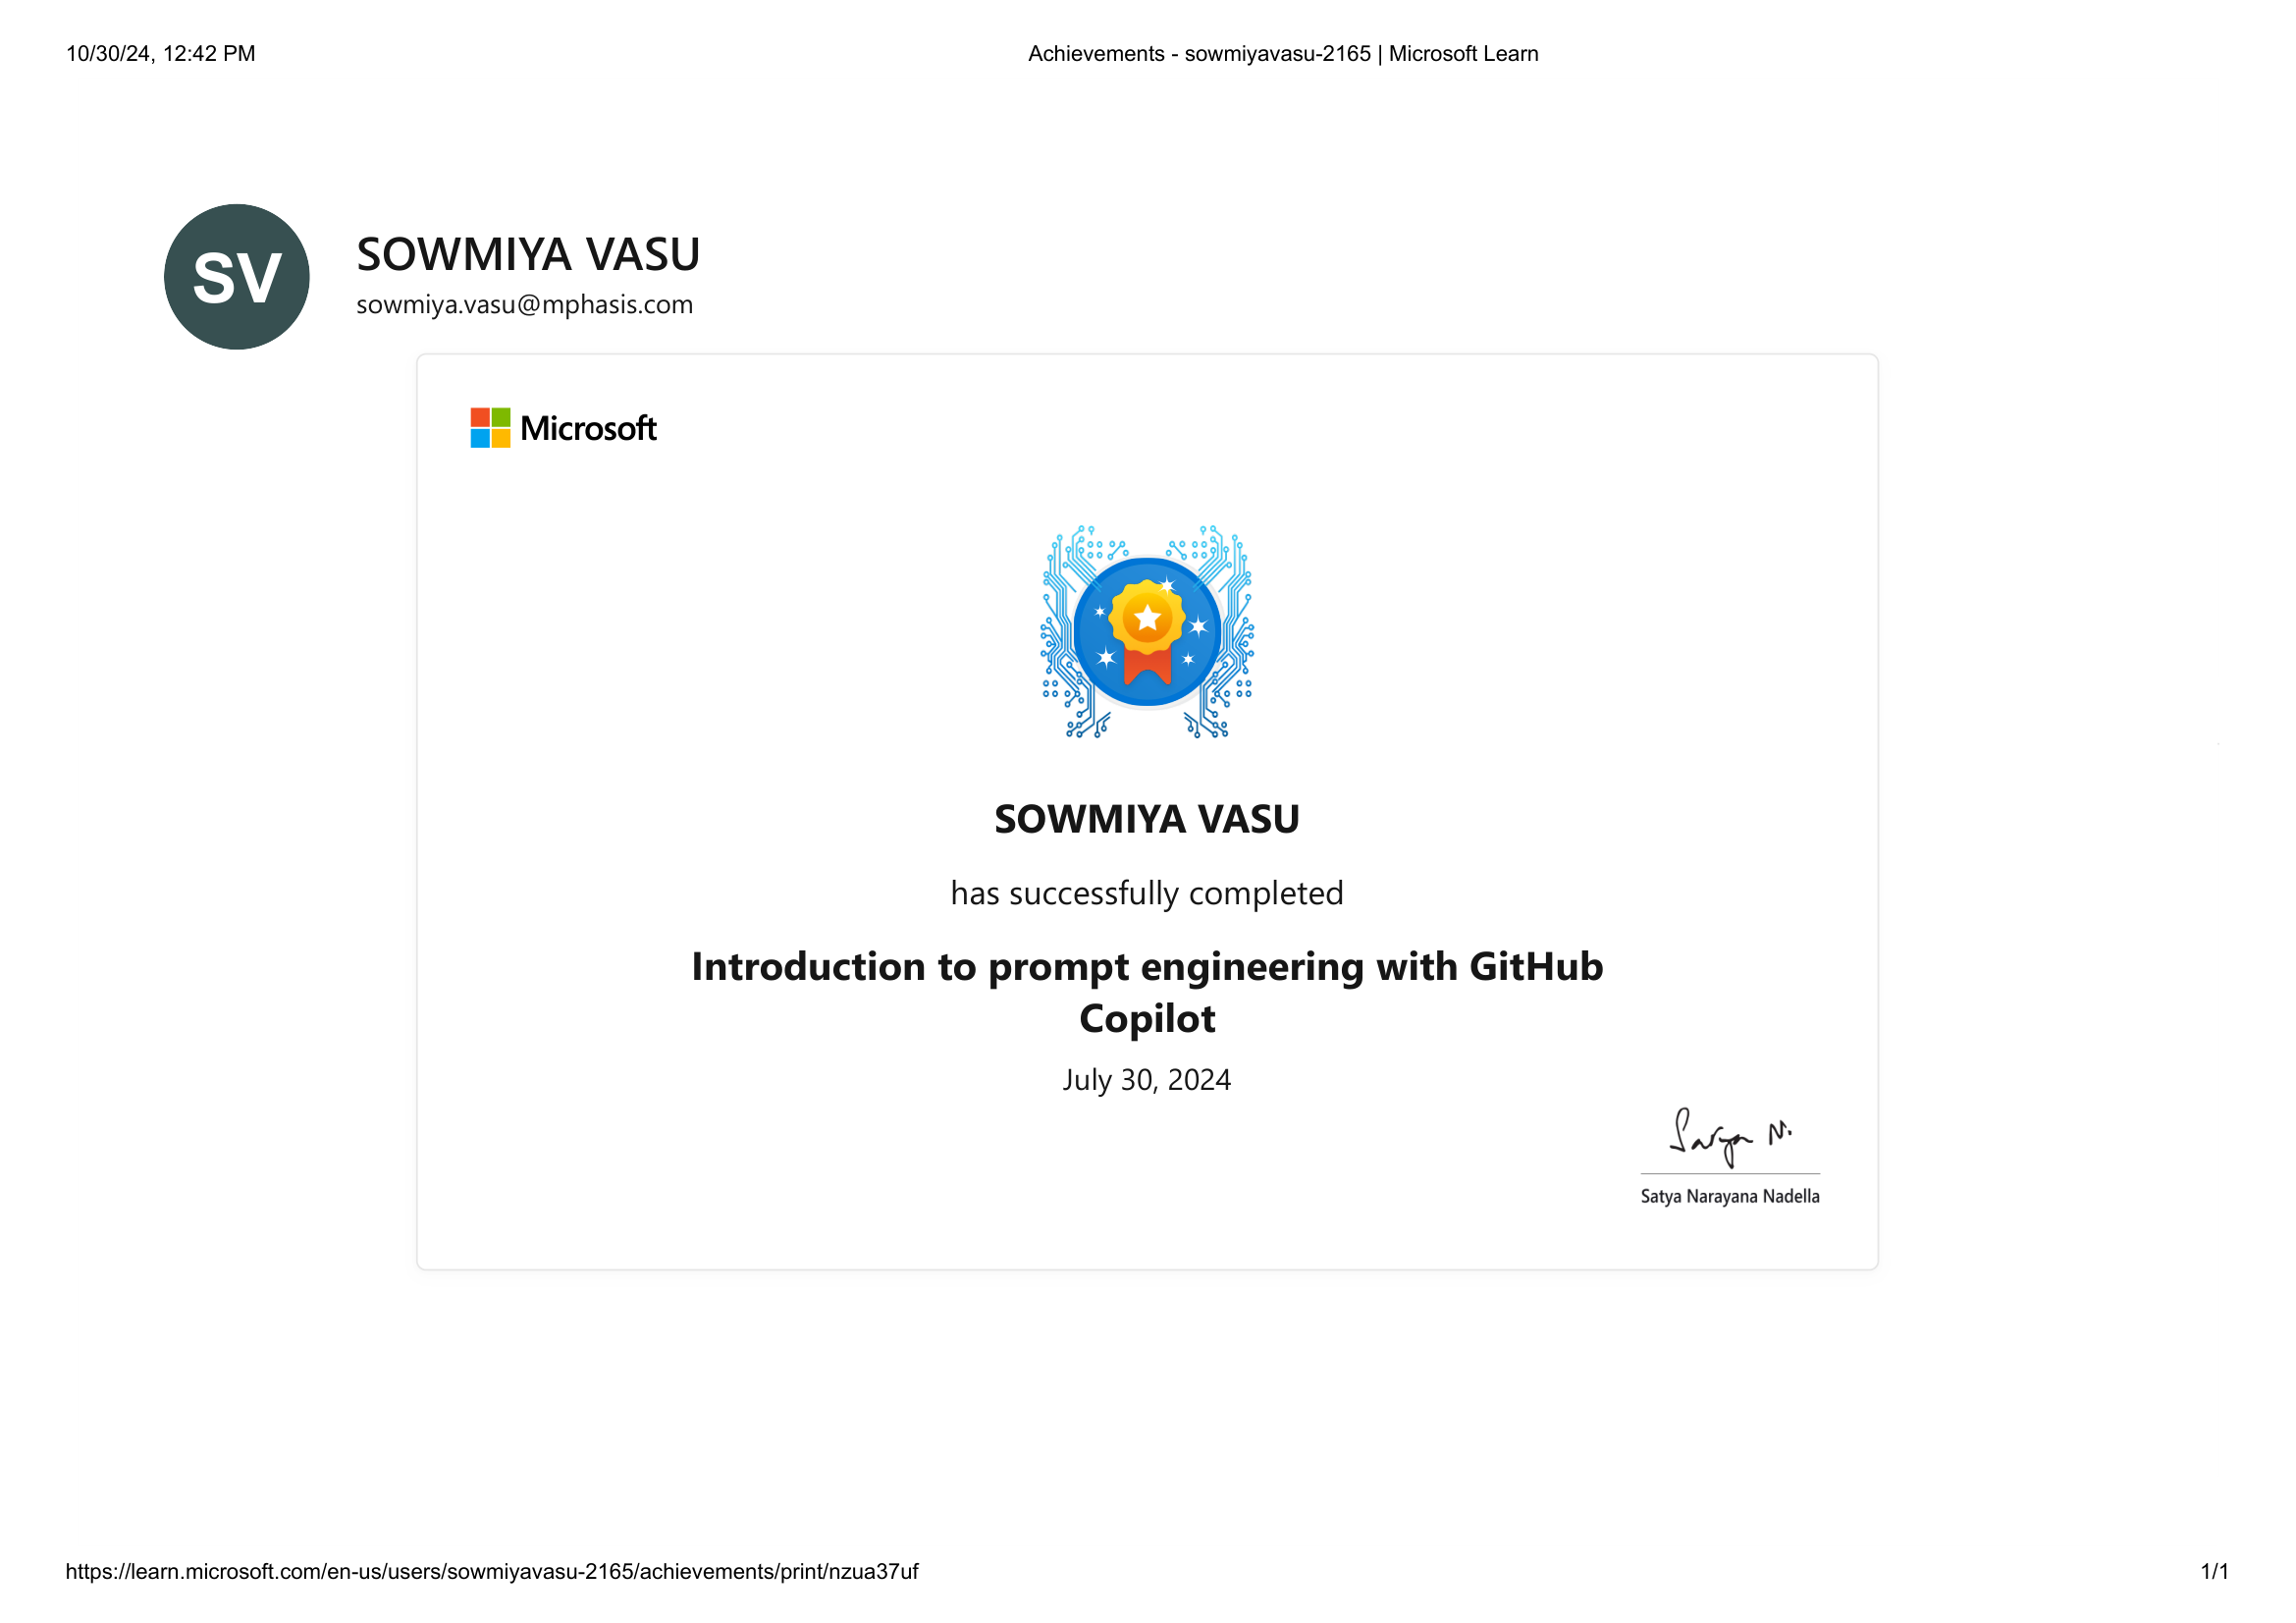 10/30/24, 12:42 PM
Achievements - sowmiyavasu-2165 | Microsoft Learn
SV
SOWMIYA VASU
sowmiya.vasu@mphasis.com
Microsoft
SOWMIYA VASU
has successfully completed
Introduction to prompt engineering with GitHub
Copilot
July 30, 2024
Satya N.
Satya Narayana Nadella
https://learn.microsoft.com/en-us/users/sowmiyavasu-2165/achievements/print/nzua37uf
1/1